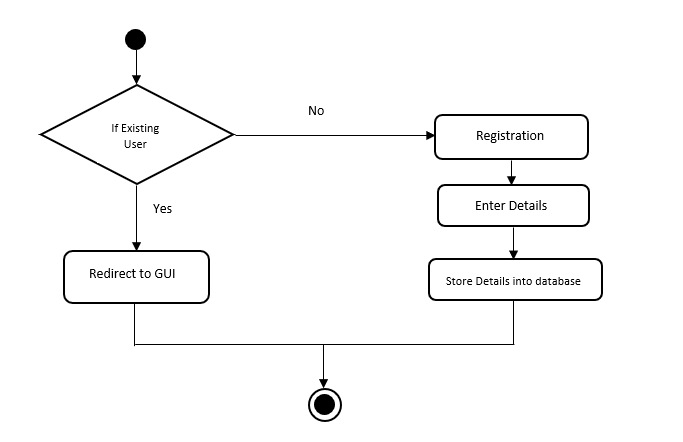 If Existing
User
No
Registration
Yes
Enter Details
Redirect to GUI
Store Details into database